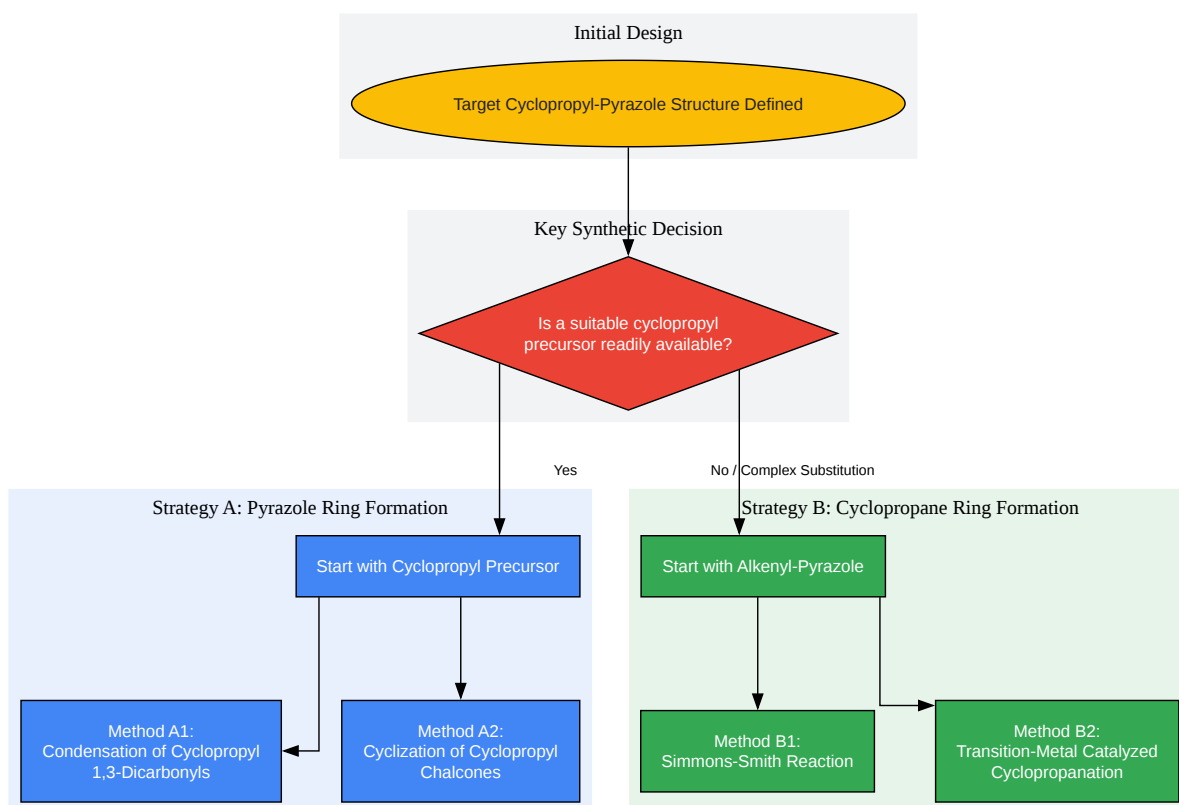 Initial Design
Target Cyclopropyl-Pyrazole Structure Defined
Key Synthetic Decision
Is a suitable cyclopropyl
precursor readily available?
Yes
No / Complex Substitution
Strategy A: Pyrazole Ring Formation
Start with Cyclopropyl Precursor
Method A1:
Condensation of Cyclopropyl
1,3-Dicarbonyls
Method A2:
Cyclization of Cyclopropyl
Chalcones
Strategy B: Cyclopropane Ring Formation
Start with Alkenyl-Pyrazole
Method B1:
Simmons-Smith Reaction
Method B2:
Transition-Metal Catalyzed
Cyclopropanation